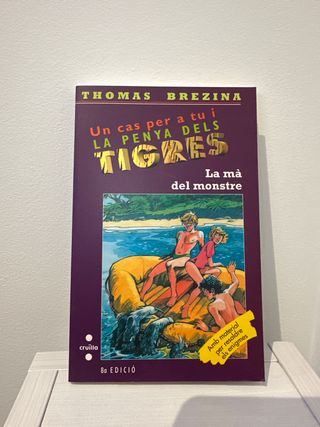 THOMAS BREZINA
Un cas per a tu i
LA PENYA DELS
TIGRES
La mà
del monstre
Amb material
per resoldre
els enigmes
cruïlla
8a EDICIÓ